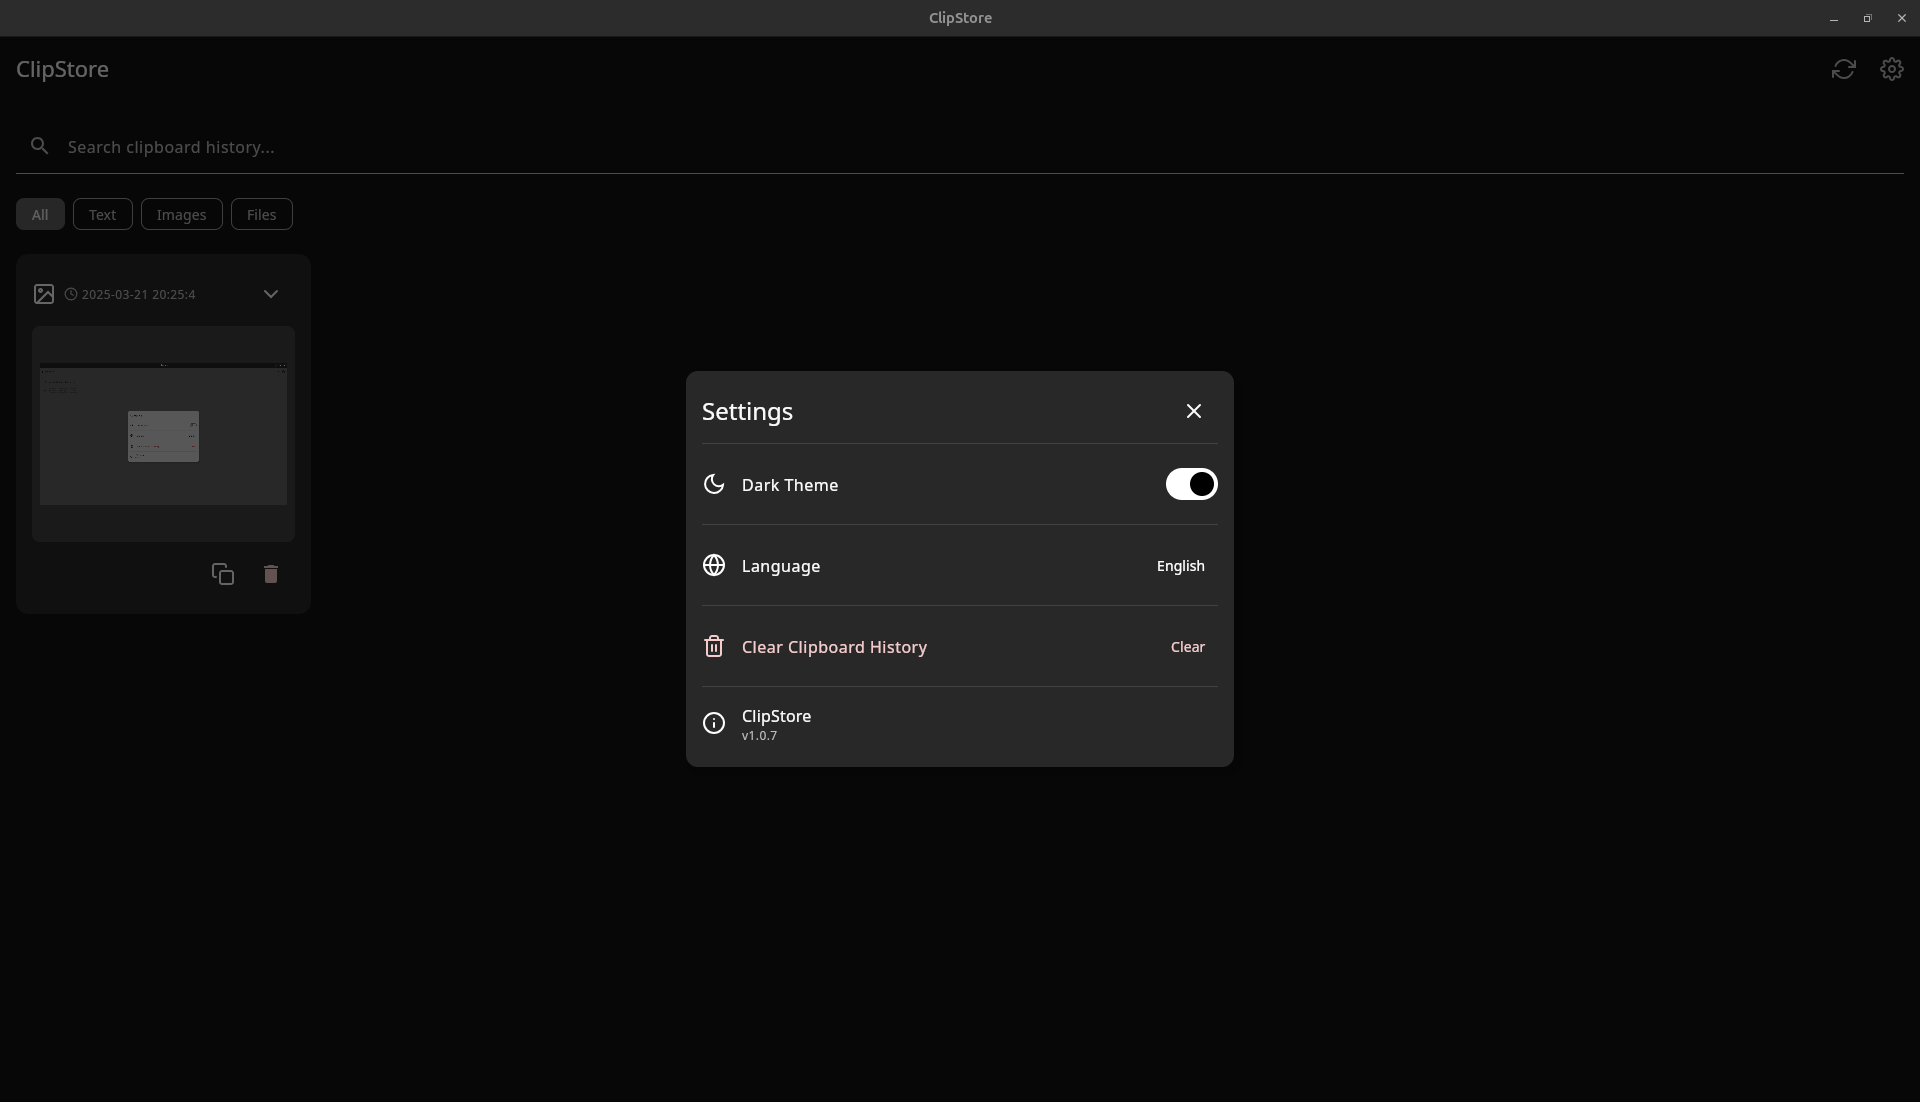 ClipStore
ClipStore
Search clipboard history...
All
Text
Images
Files
2025-03-21 20:25:4
Settings
Dark Theme
Language
English
Clear Clipboard History
Clear
ClipStore
v1.0.7